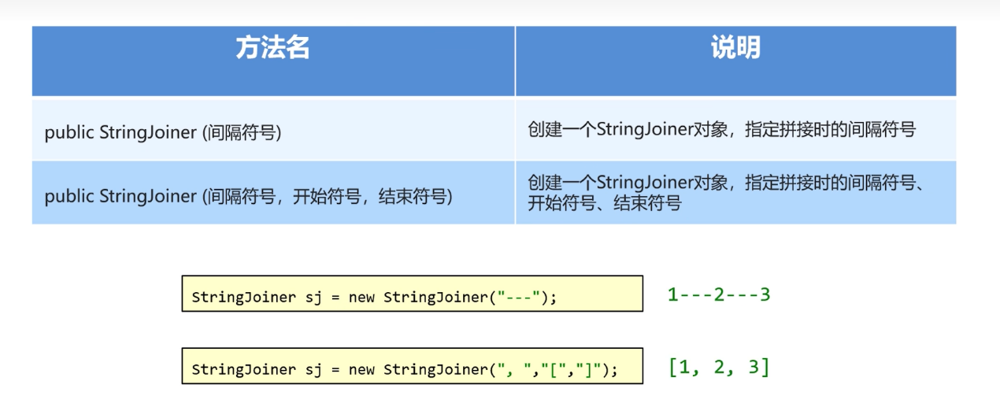 方法名
说明
public StringJoiner (间隔符号)
创建一个StringJoiner对象，指定拼接时的间隔符号
public StringJoiner (间隔符号，开始符号，结束符号)
创建一个StringJoiner对象，指定拼接时的间隔符号、
开始符号、结束符号
StringJoiner sj = new StringJoiner("---");
1---2---3
StringJoiner sj = new StringJoiner(", ","[","]");
[1, 2, 3]